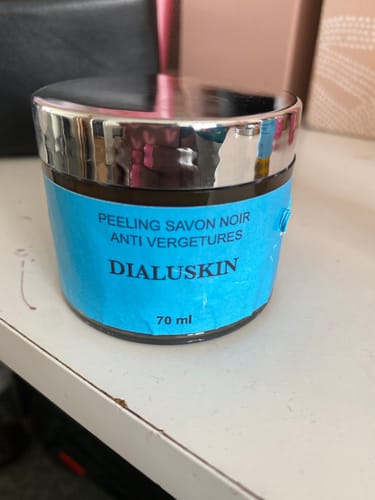 PEELING SAVON NOIR
ANTI VERGETURES
DIALUSKIN
70 ml